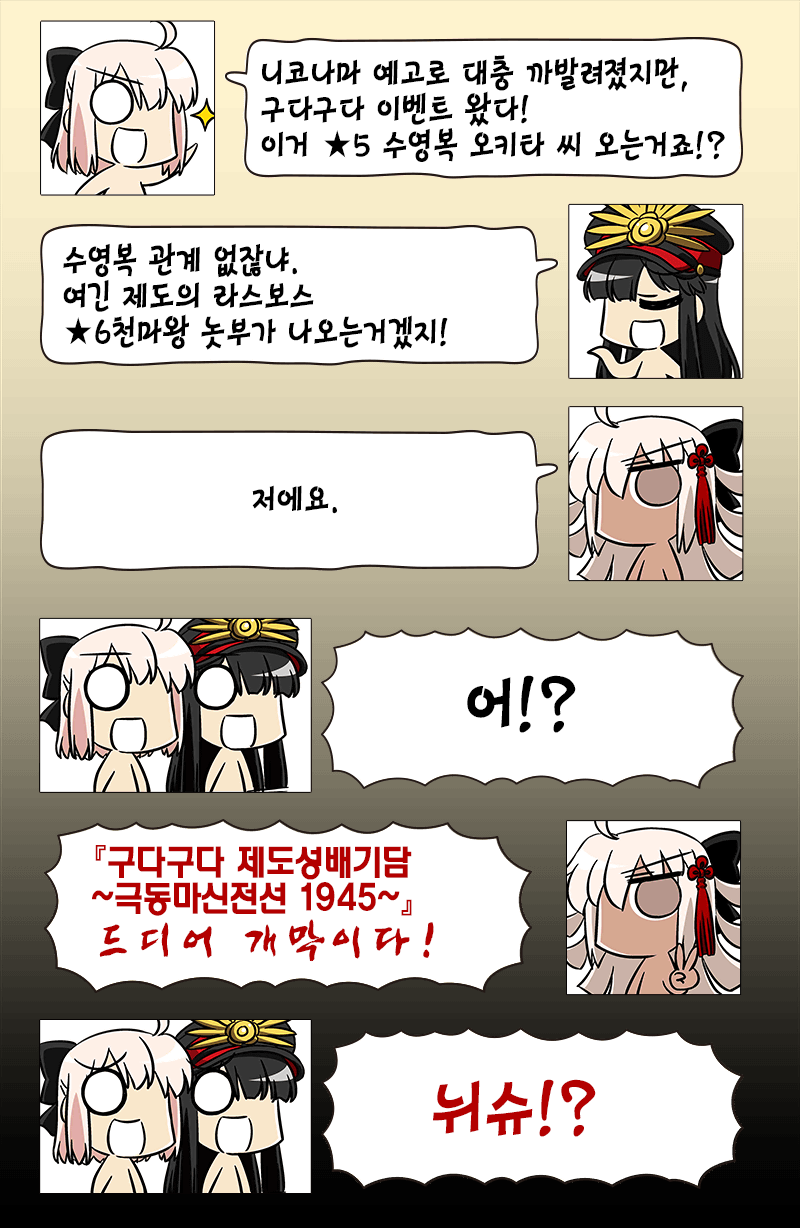 니코나마 예고로 대충 까발려졌지만,
구다구다 이벤트 왔다!
이거 ★5 수영복 오키타 씨 오는거죠!?
수영복 관계 없잖냐.
여긴 제도의 라스보스
★6천마왕 놋부가 나오는거겠지!
저에요.
어!?
『구다구다 제도성배기담
~극동마신전선 1945~』
드디어 개막이다!
뉘슈!?